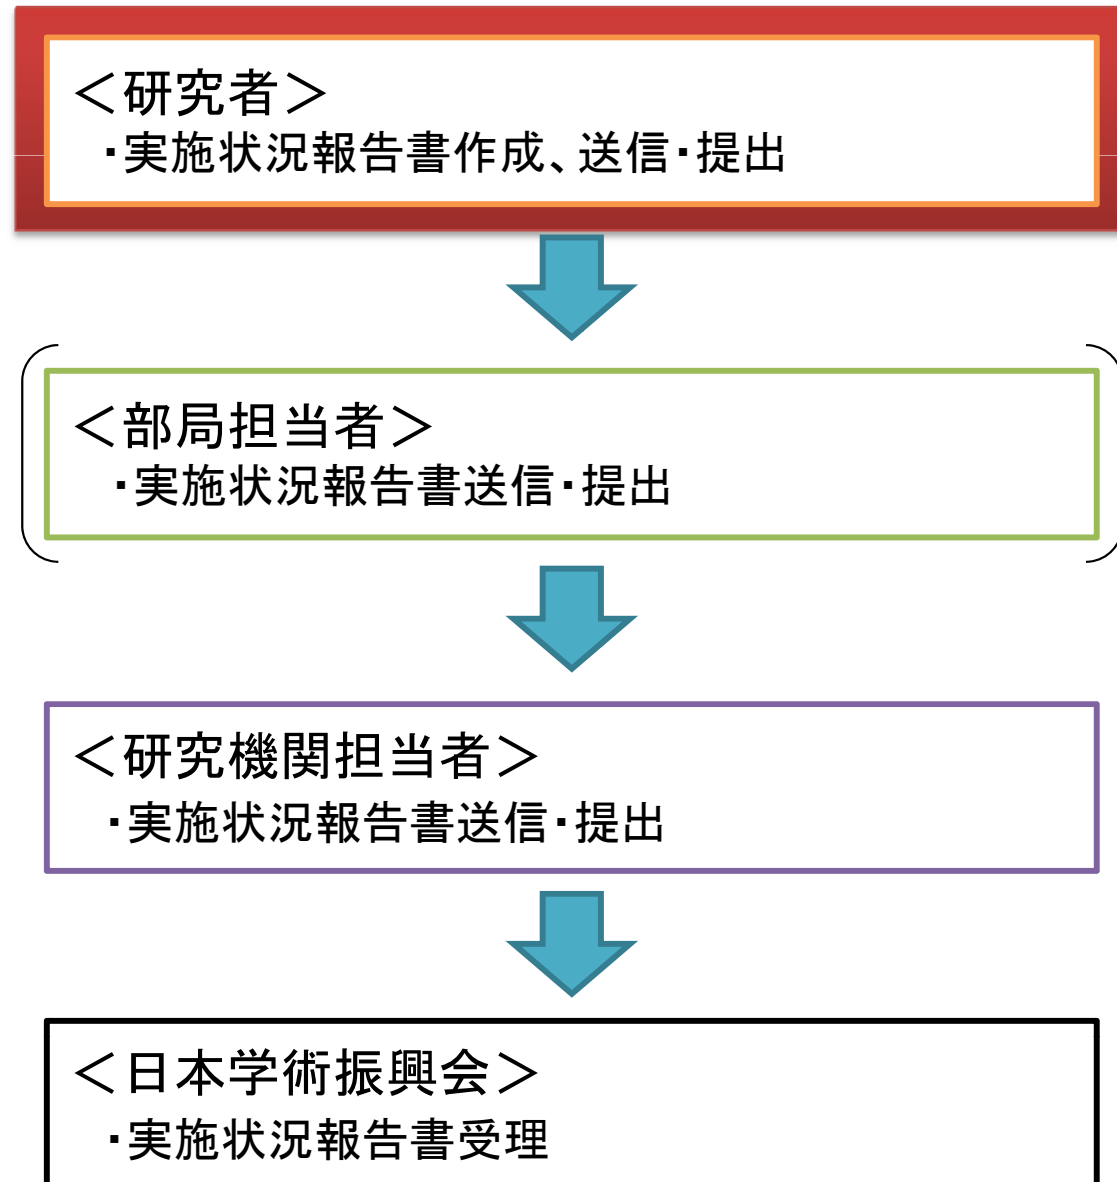 ＜研究者＞
・実施状況報告書作成、送信・提出
＜部局担当者＞
・実施状況報告書送信・提出
＜研究機関担当者＞
・実施状況報告書送信・提出
＜日本学術振興会＞
・実施状況報告書受理